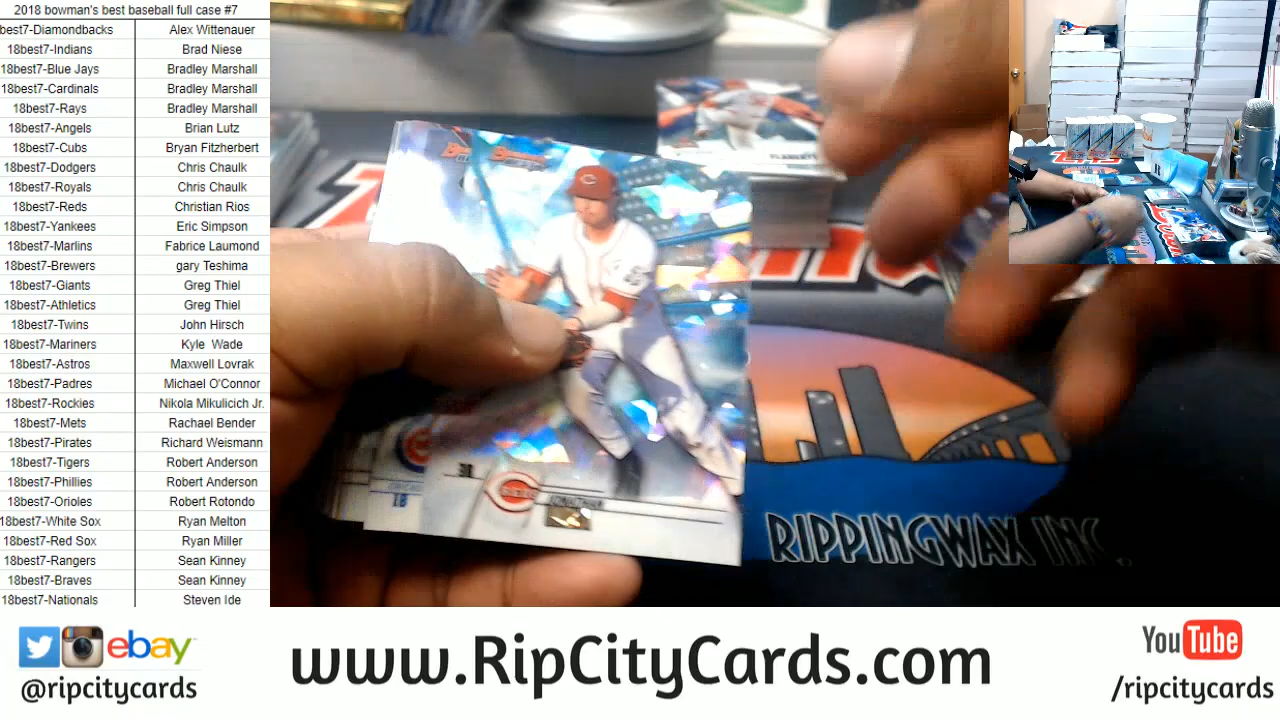 2018 bowman's best baseball full case #7
best7-Diamondbacks Alex Wittenauer
18best7-Indians Brad Niese
18best7-Blue Jays Bradley Marshall
18best7-Cardinals Bradley Marshall
18best7-Rays Bradley Marshall
18best7-Angels Brian Lutz
18best7-Cubs Bryan Fitzherbert
18best7-Dodgers Chris Chaulk
18best7-Royals Chris Chaulk
18best7-Reds Christian Rios
18best7-Yankees Eric Simpson
18best7-Marlins Fabrice Laumond
18best7-Brewers gary Teshima
18best7-Giants Greg Thiel
18best7-Athletics Greg Thiel
18best7-Twins John Hirsch
18best7-Mariners Kyle Wade
18best7-Astros Maxwell Lovrak
18best7-Padres Michael O'Connor
18best7-Rockies Nikola Mikulicich Jr.
18best7-Mets Rachael Bender
18best7-Pirates Richard Weismann
18best7-Tigers Robert Anderson
18best7-Phillies Robert Anderson
18best7-Orioles Robert Rotondo
18best7-White Sox Ryan Melton
18best7-Red Sox Ryan Miller
18best7-Rangers Sean Kinney
18best7-Braves Sean Kinney
18best7-Nationals Steven Ide
JONATHAN
RIPPINGWAX INC.
ebay
@ripcitycards
www.RipCityCards.com
YouTube
/ripcitycards